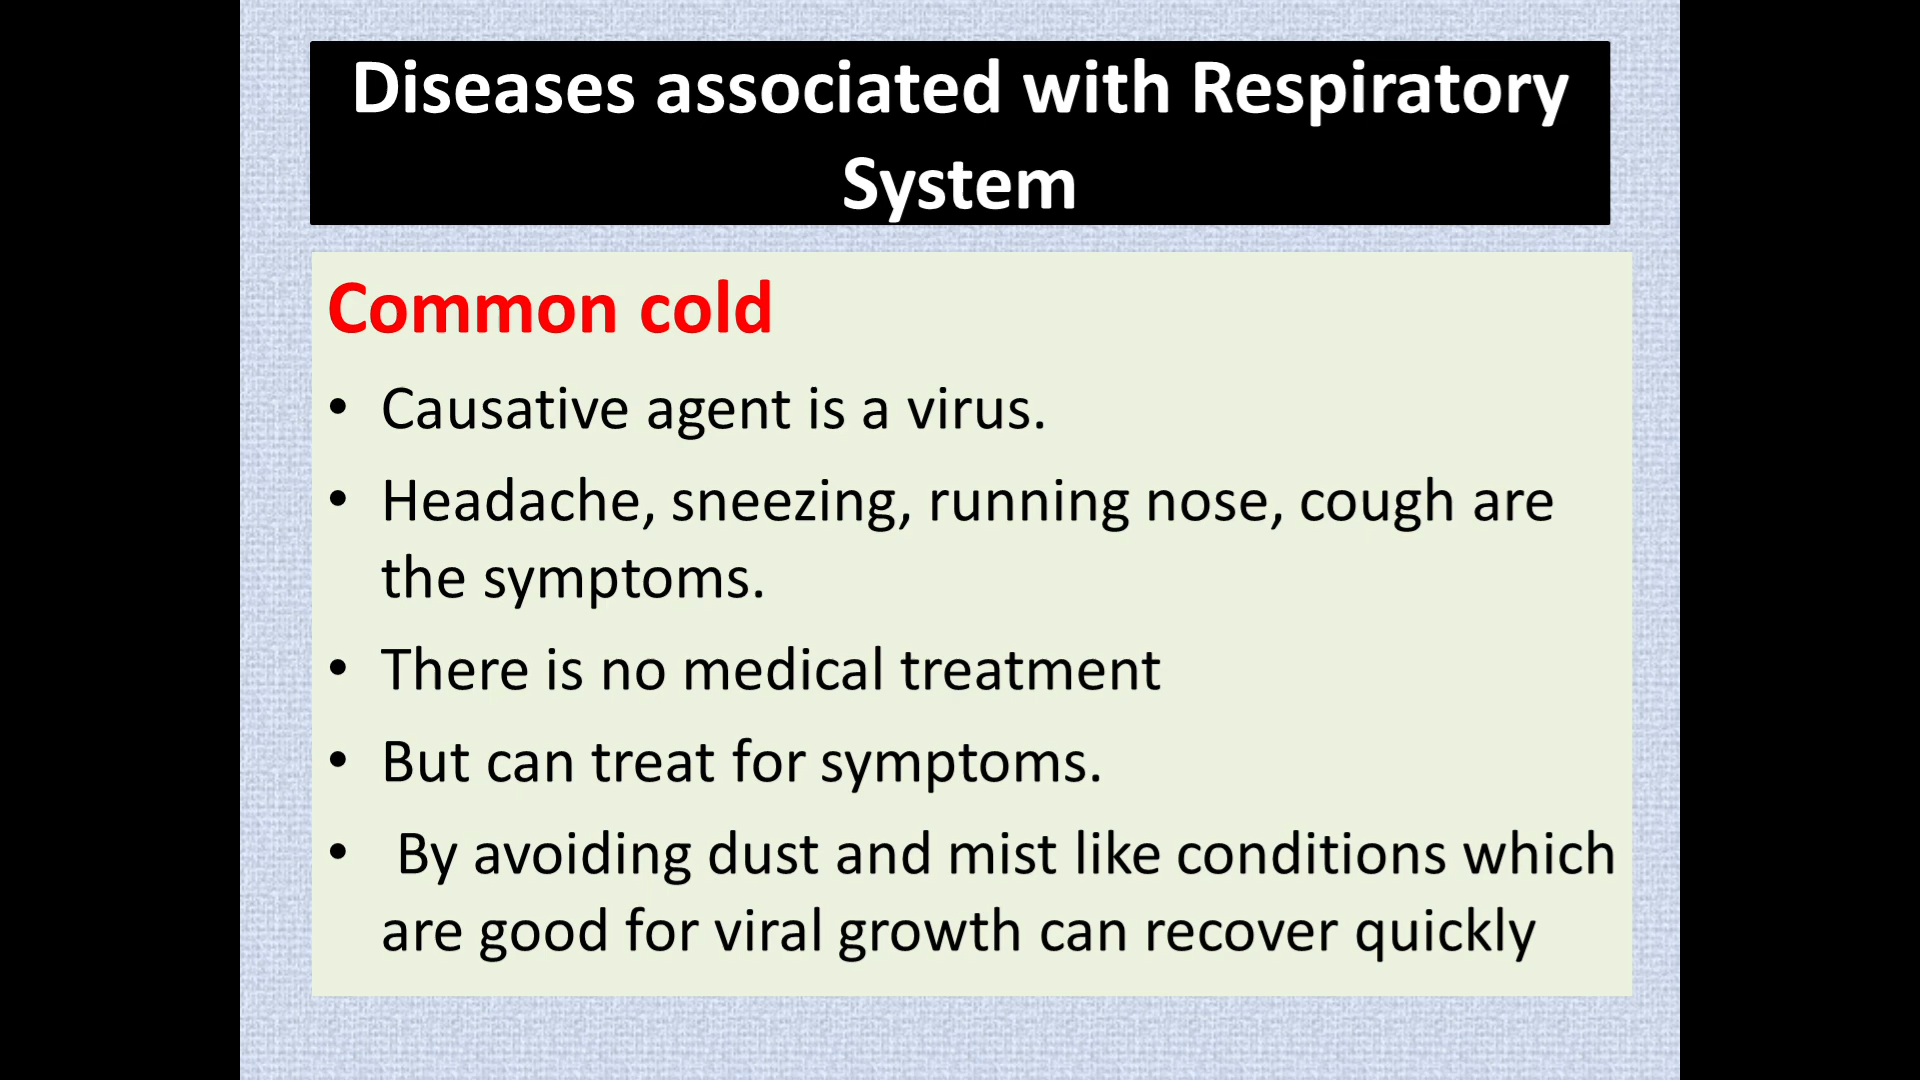 Diseases associated with Respiratory
System
Common cold
• Causative agent is a virus.
• Headache, sneezing, running nose, cough are
the symptoms.
• There is no medical treatment
• But can treat for symptoms.
• By avoiding dust and mist like conditions which
are good for viral growth can recover quickly